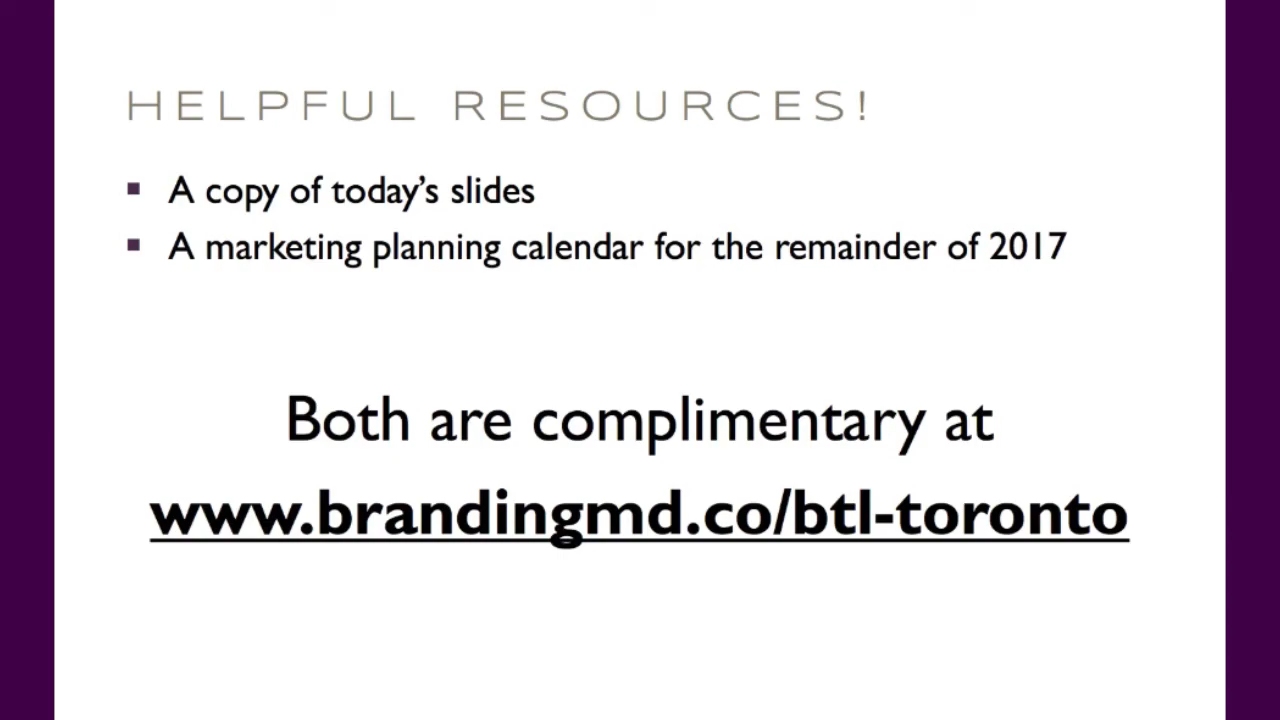 HELPFUL RESOURCES!
▪ A copy of today’s slides
▪ A marketing planning calendar for the remainder of 2017
Both are complimentary at
www.brandingmd.co/btl-toronto